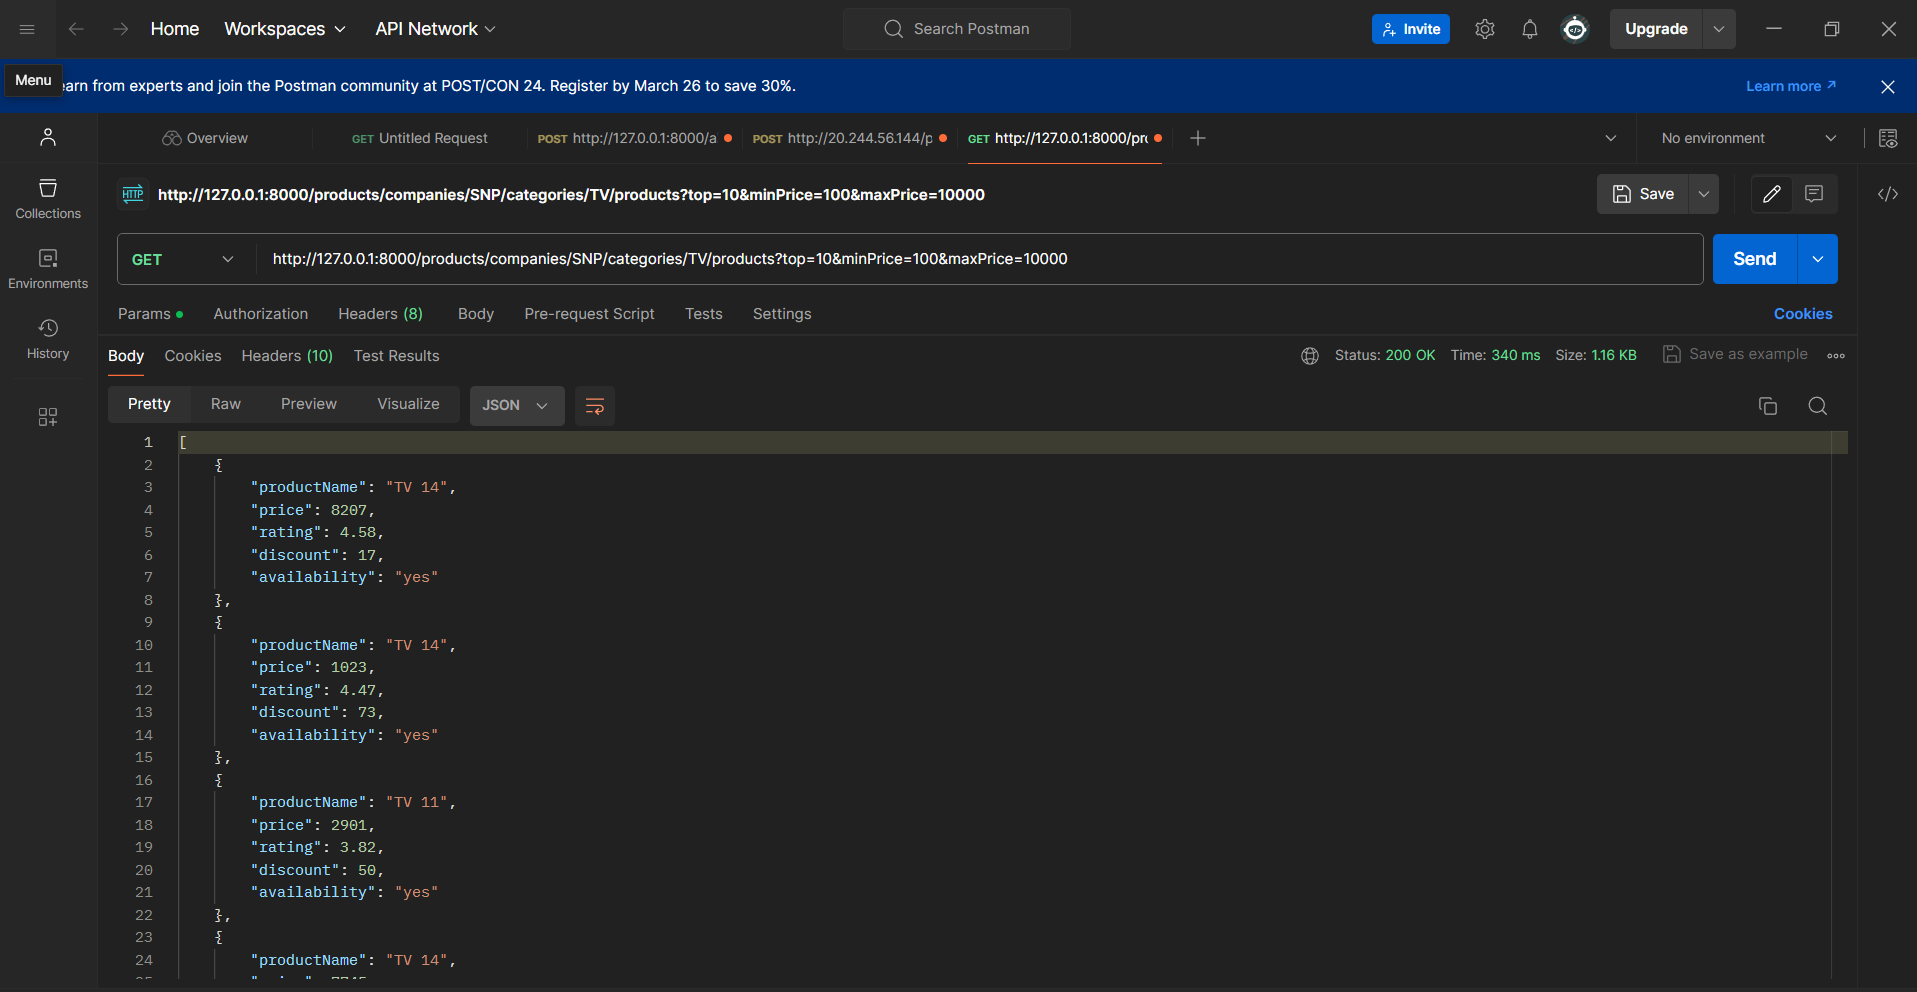 Home Workspaces API Network Search Postman Invite Upgrade
Menu earn from experts and join the Postman community at POST/CON 24. Register by March 26 to save 30%. Learn more
Overview GET Untitled Request POST http://127.0.0.1:8000/a POST http://20.244.56.144/p GET http://127.0.0.1:8000/pr No environment
HTTP http://127.0.0.1:8000/products/companies/SNP/categories/TV/products?top=10&minPrice=100&maxPrice=10000 Save
Collections
GET http://127.0.0.1:8000/products/companies/SNP/categories/TV/products?top=10&minPrice=100&maxPrice=10000 Send
Environments
Params Authorization Headers (8) Body Pre-request Script Tests Settings Cookies
History
Body Cookies Headers (10) Test Results Status: 200 OK Time: 340 ms Size: 1.16 KB Save as example
Pretty Raw Preview Visualize JSON
1 [
2 {
3 "productName": "TV 14",
4 "price": 8207,
5 "rating": 4.58,
6 "discount": 17,
7 "availability": "yes"
8 },
9 {
10 "productName": "TV 14",
11 "price": 1023,
12 "rating": 4.47,
13 "discount": 73,
14 "availability": "yes"
15 },
16 {
17 "productName": "TV 11",
18 "price": 2901,
19 "rating": 3.82,
20 "discount": 50,
21 "availability": "yes"
22 },
23 {
24 "productName": "TV 14",